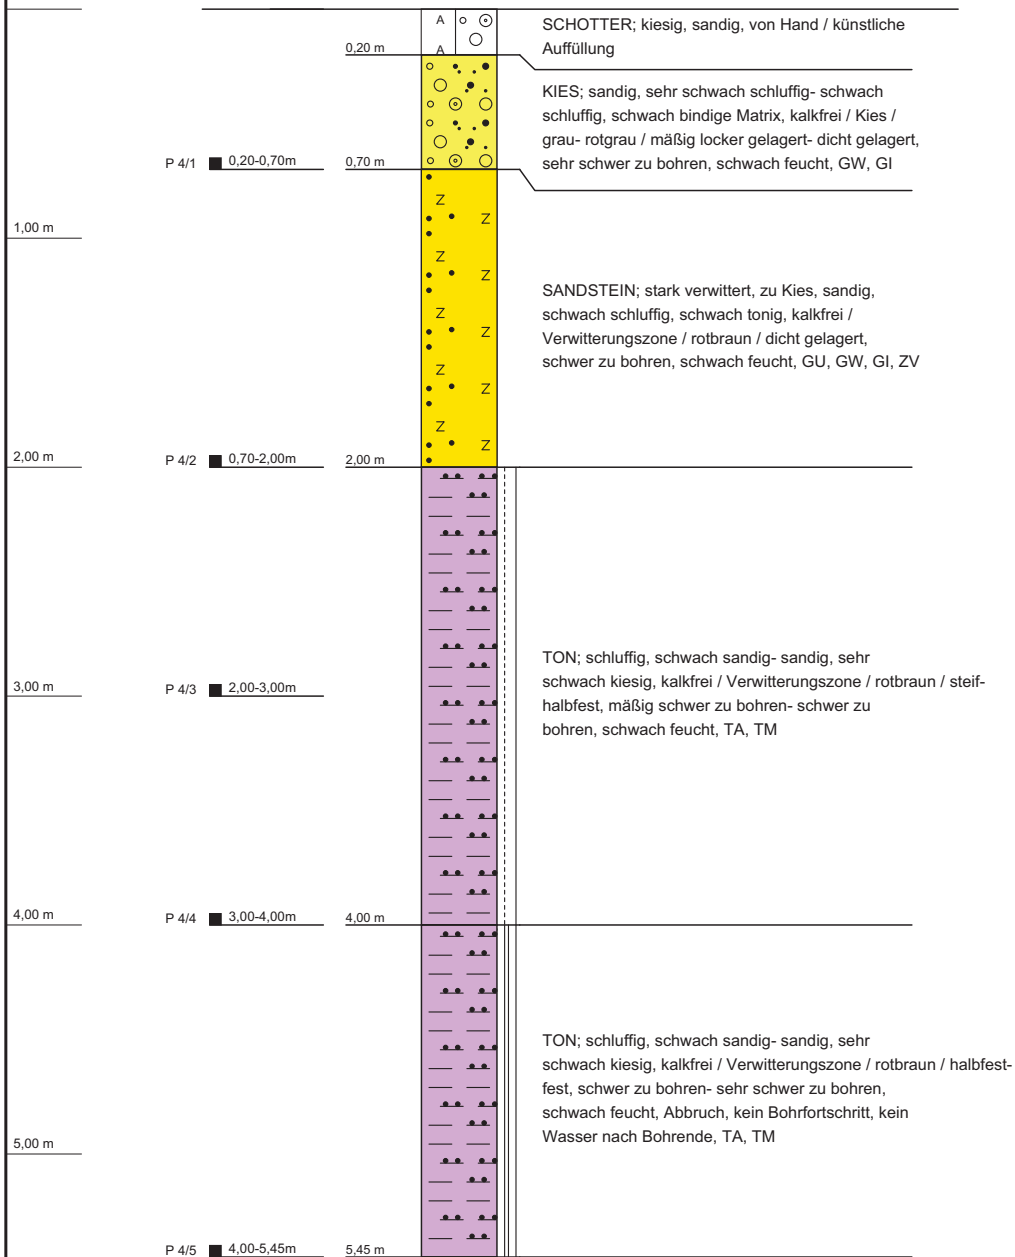 A
A
0,20 m
SCHOTTER; kiesig, sandig, von Hand / künstliche
Auffüllung
KIES; sandig, sehr schwach schluffig- schwach
schluffig, schwach bindige Matrix, kalkfrei / Kies /
grau- rotgrau / mäßig locker gelagert- dicht gelagert,
sehr schwer zu bohren, schwach feucht, GW, GI
P 4/1 0,20-0,70m 0,70 m
Z
Z
1,00 m
Z
Z
Z
Z
Z
Z
Z
Z
SANDSTEIN; stark verwittert, zu Kies, sandig,
schwach schluffig, schwach tonig, kalkfrei /
Verwitterungszone / rotbraun / dicht gelagert,
schwer zu bohren, schwach feucht, GU, GW, GI, ZV
2,00 m P 4/2 0,70-2,00m 2,00 m
TON; schluffig, schwach sandig- sandig, sehr
schwach kiesig, kalkfrei / Verwitterungszone / rotbraun / steif-
halbfest, mäßig schwer zu bohren- schwer zu
bohren, schwach feucht, TA, TM
3,00 m P 4/3 2,00-3,00m
4,00 m P 4/4 3,00-4,00m 4,00 m
TON; schluffig, schwach sandig- sandig, sehr
schwach kiesig, kalkfrei / Verwitterungszone / rotbraun / halbfest-
fest, schwer zu bohren- sehr schwer zu bohren,
schwach feucht, Abbruch, kein Bohrfortschritt, kein
Wasser nach Bohrende, TA, TM
5,00 m
P 4/5 4,00-5,45m 5,45 m